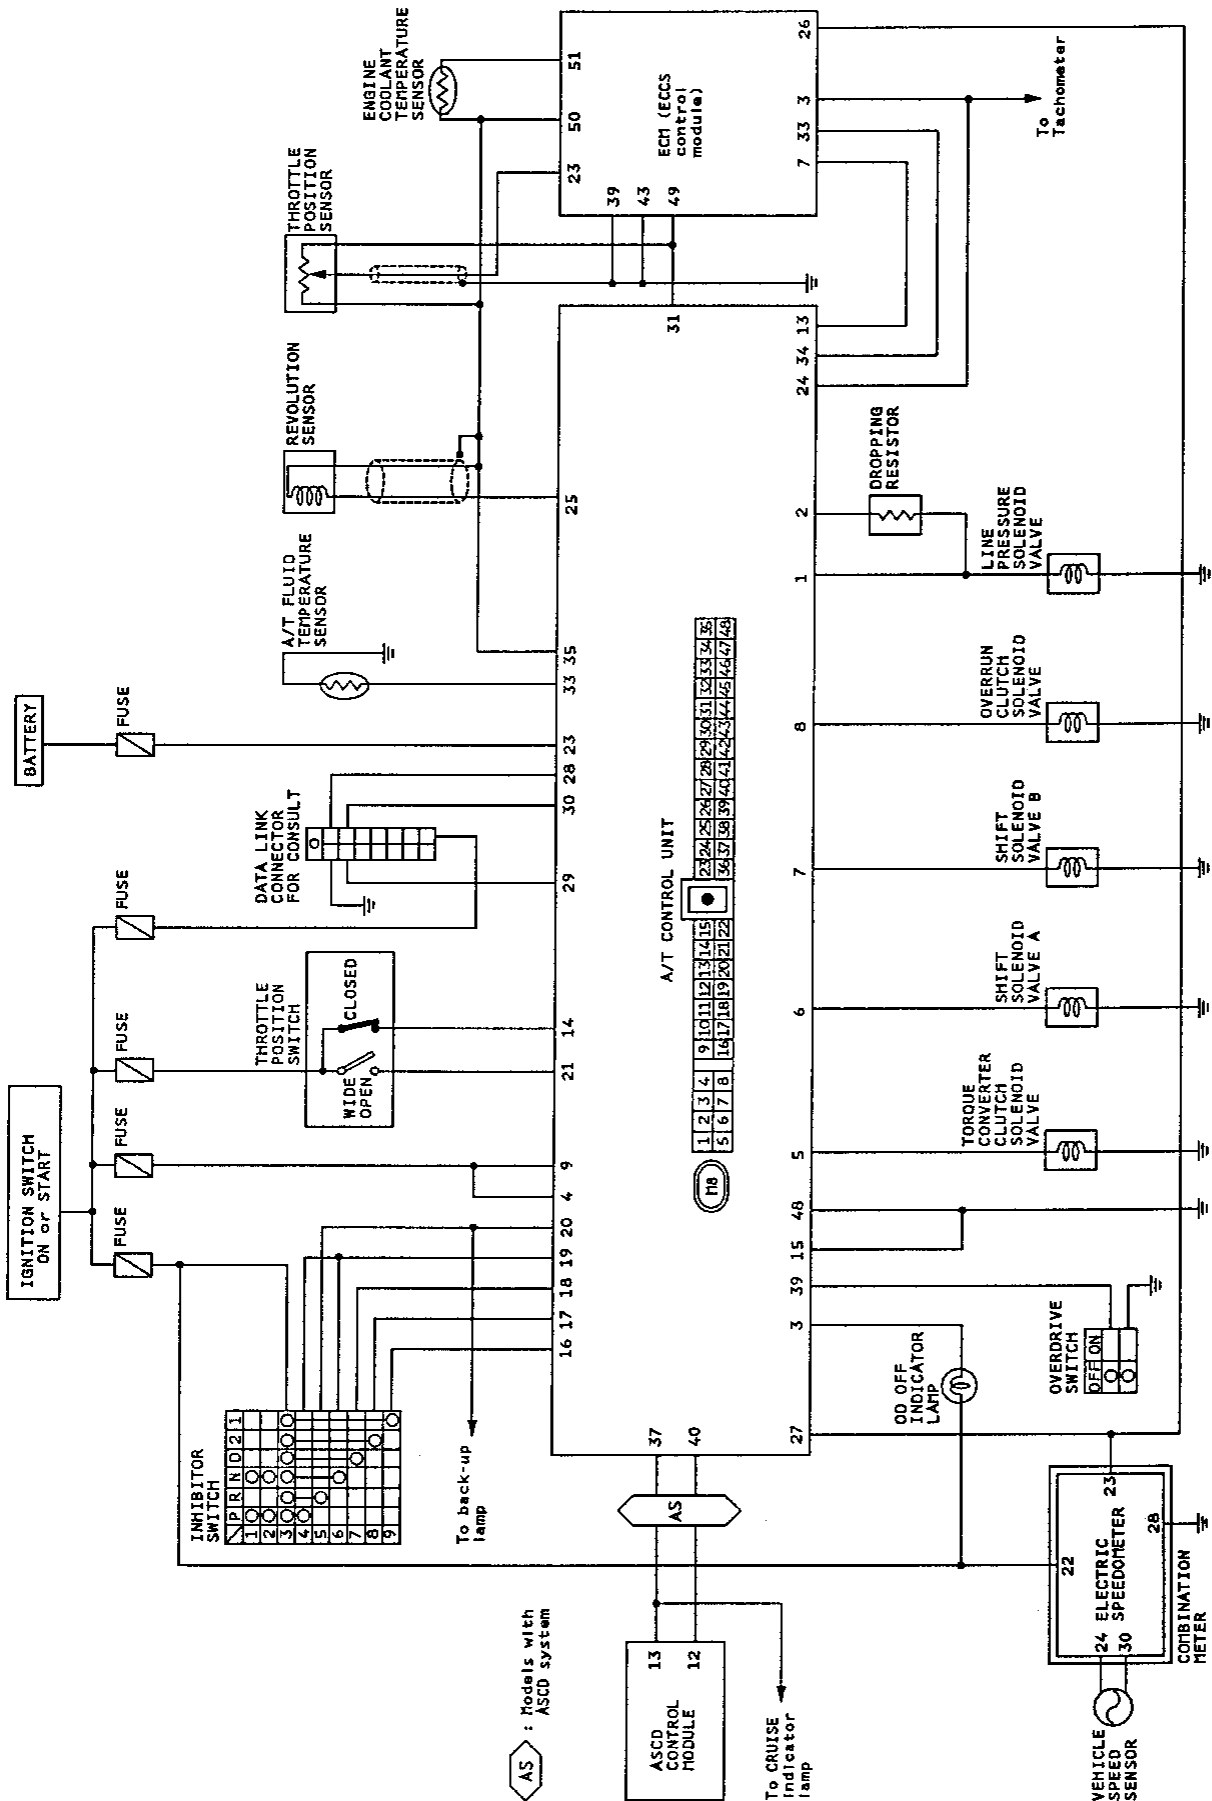 IGNITION SWITCH
ON or START
BATTERY
FUSE
FUSE
FUSE
FUSE
FUSE
INHIBITOR
SWITCH
P R N D 2 1
1
2
3
4
5
6
7
8
9
To back-up
lamp
THROTTLE
POSITION
SWITCH
WIDE
OPEN
CLOSED
DATA LINK
CONNECTOR
FOR CONSULT
A/T FLUID
TEMPERATURE
SENSOR
REVOLUTION
SENSOR
THROTTLE
POSITION
SENSOR
ENGINE
COOLANT
TEMPERATURE
SENSOR
16 17 18 19 20 4 9 21 14 29 30 28 23 33 35 25
23 50 51
39
43
49
ECM (ECCS
control
module)
7 33 3 26
To
Tachometer
31
AS : Models with
ASCD system
ASCD
CONTROL
MODULE
13
12
To CRUISE
indicator
lamp
AS
37
40
A/T CONTROL UNIT
M8
1 2 3 4
5 6 7 8
9 10 11 12 13 14 15
16 17 18 19 20 21 22
23 24 25 26 27 28 29 30 31 32 33 34 35
36 37 38 39 40 41 42 43 44 45 46 47 48
27 3 39 15 48 5 6 7 8 1 2 24 34 13
OD OFF
INDICATOR
LAMP
OVERDRIVE
SWITCH
OFF ON
TORQUE
CONVERTER
CLUTCH
SOLENOID
VALVE
SHIFT
SOLENOID
VALVE A
SHIFT
SOLENOID
VALVE B
OVERRUN
CLUTCH
SOLENOID
VALVE
LINE
PRESSURE
SOLENOID
VALVE
DROPPING
RESISTOR
VEHICLE
SPEED
SENSOR
24
30
22
23
28
ELECTRIC
SPEEDOMETER
COMBINATION
METER